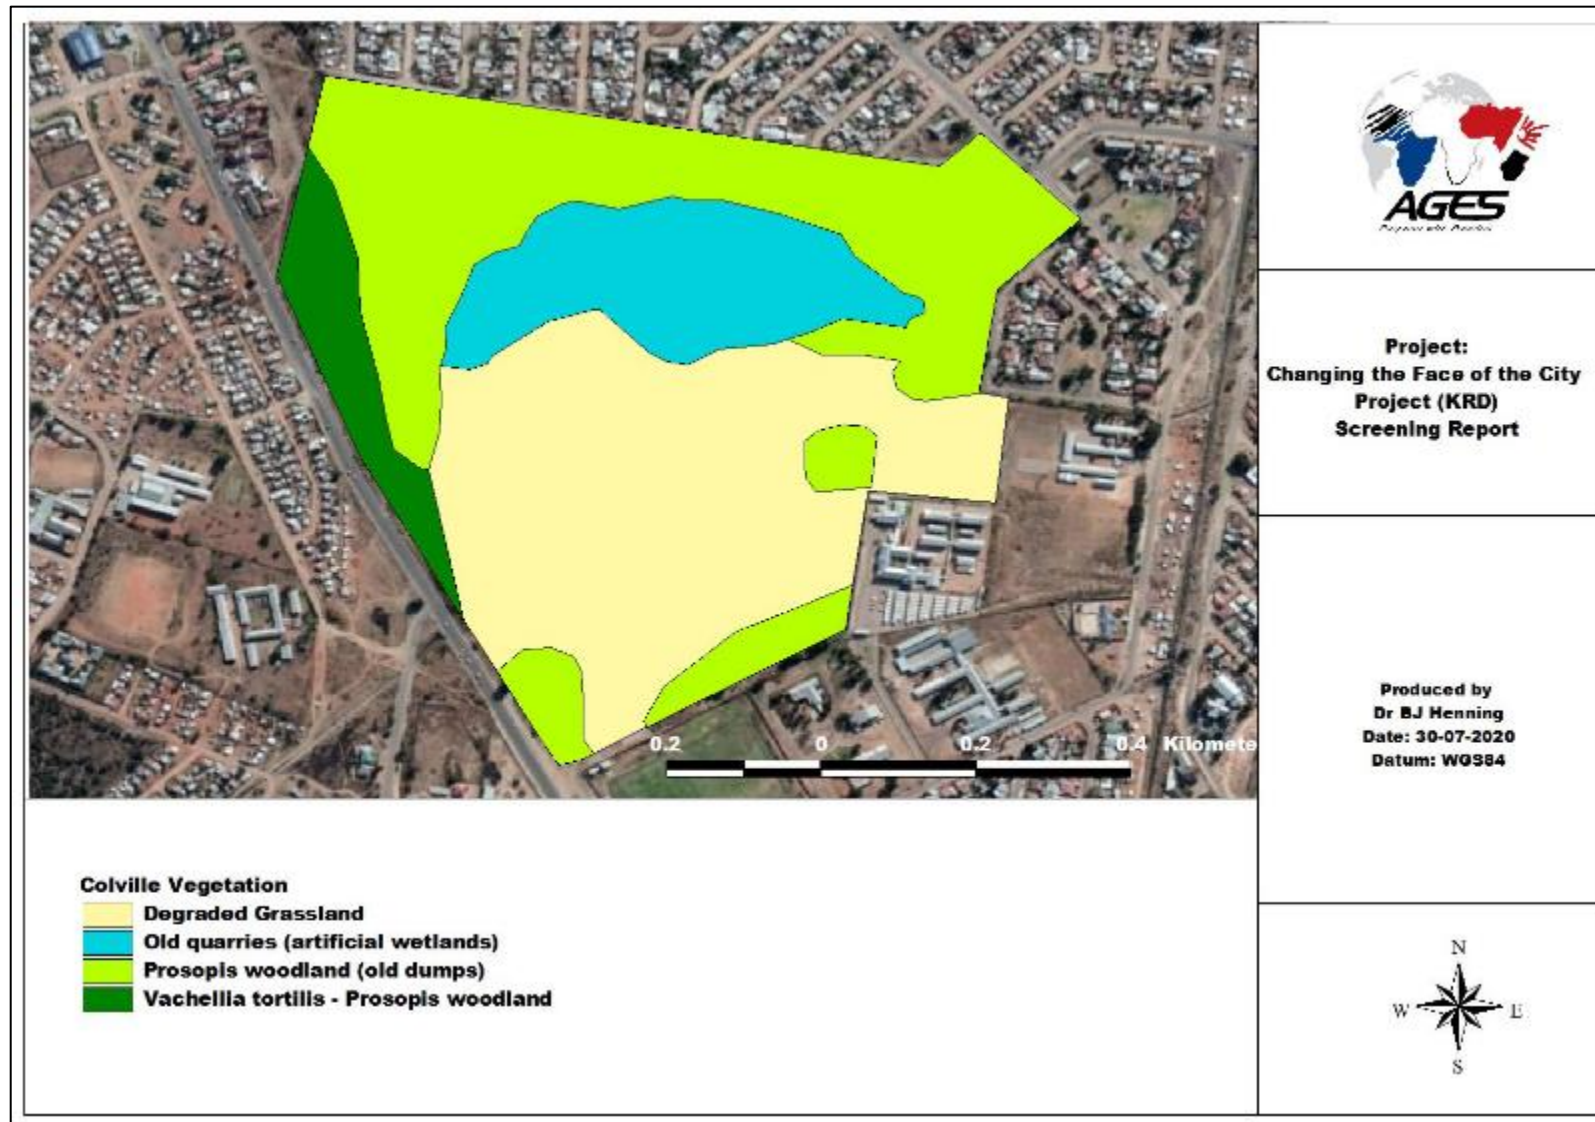 AGES
Project:
Changing the Face of the City
Project (KRD)
Screening Report
Produced by
Dr BJ Henning
Date: 30-07-2020
Datum: WGS84
0.2 0 0.2 0.4 Kilomete
Colville Vegetation
Degraded Grassland
Old quarries (artificial wetlands)
Prosopis woodland (old dumps)
Vachellia tortilis - Prosopis woodland
N
W E
S